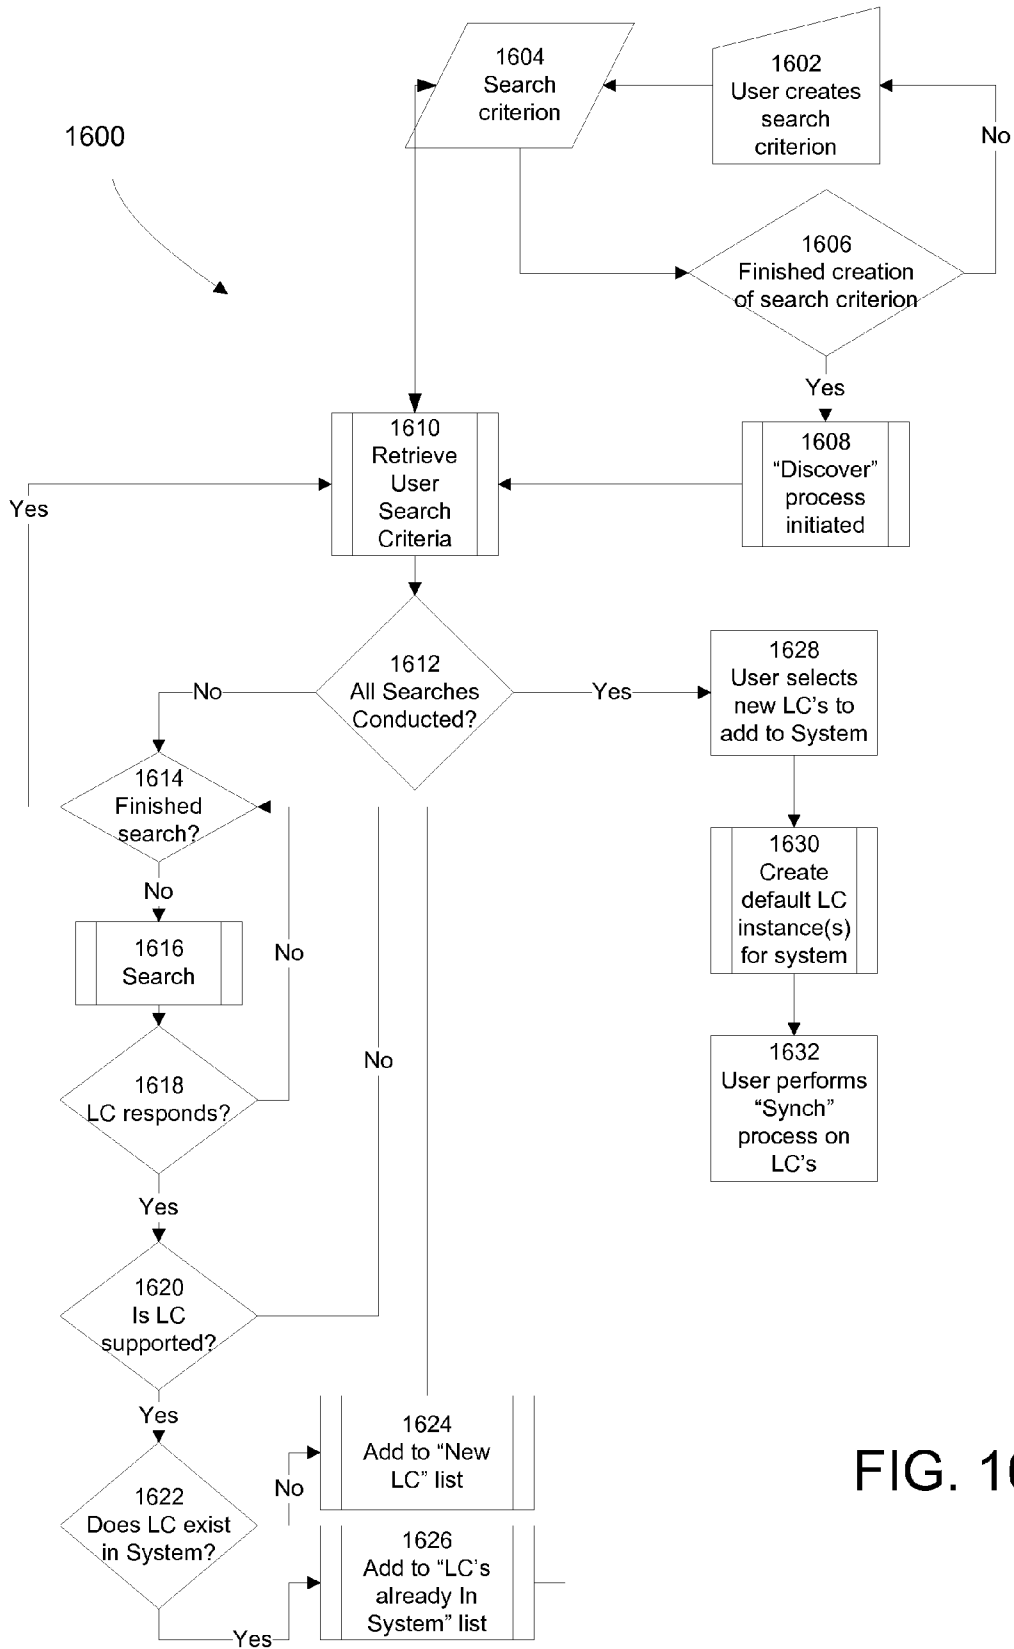 1604
Search
criterion
1602
User creates
search
criterion
1600
No
1606
Finished creation
of search criterion
Yes
1610
Retrieve
User
Search
Criteria
1608
“Discover”
process
initiated
Yes
1612
All Searches
Conducted?
No
Yes
1628
User selects
new LC's to
add to System
1614
Finished
search?
No
1630
Create
default LC
instance(s)
for system
1616
Search
No
1618
LC responds?
No
1632
User performs
“Synch”
process on
LC's
Yes
1620
Is LC
supported?
Yes
1624
Add to “New
LC” list
No
1622
Does LC exist
in System?
1626
Add to “LC's
already In
System” list
Yes
FIG. 16